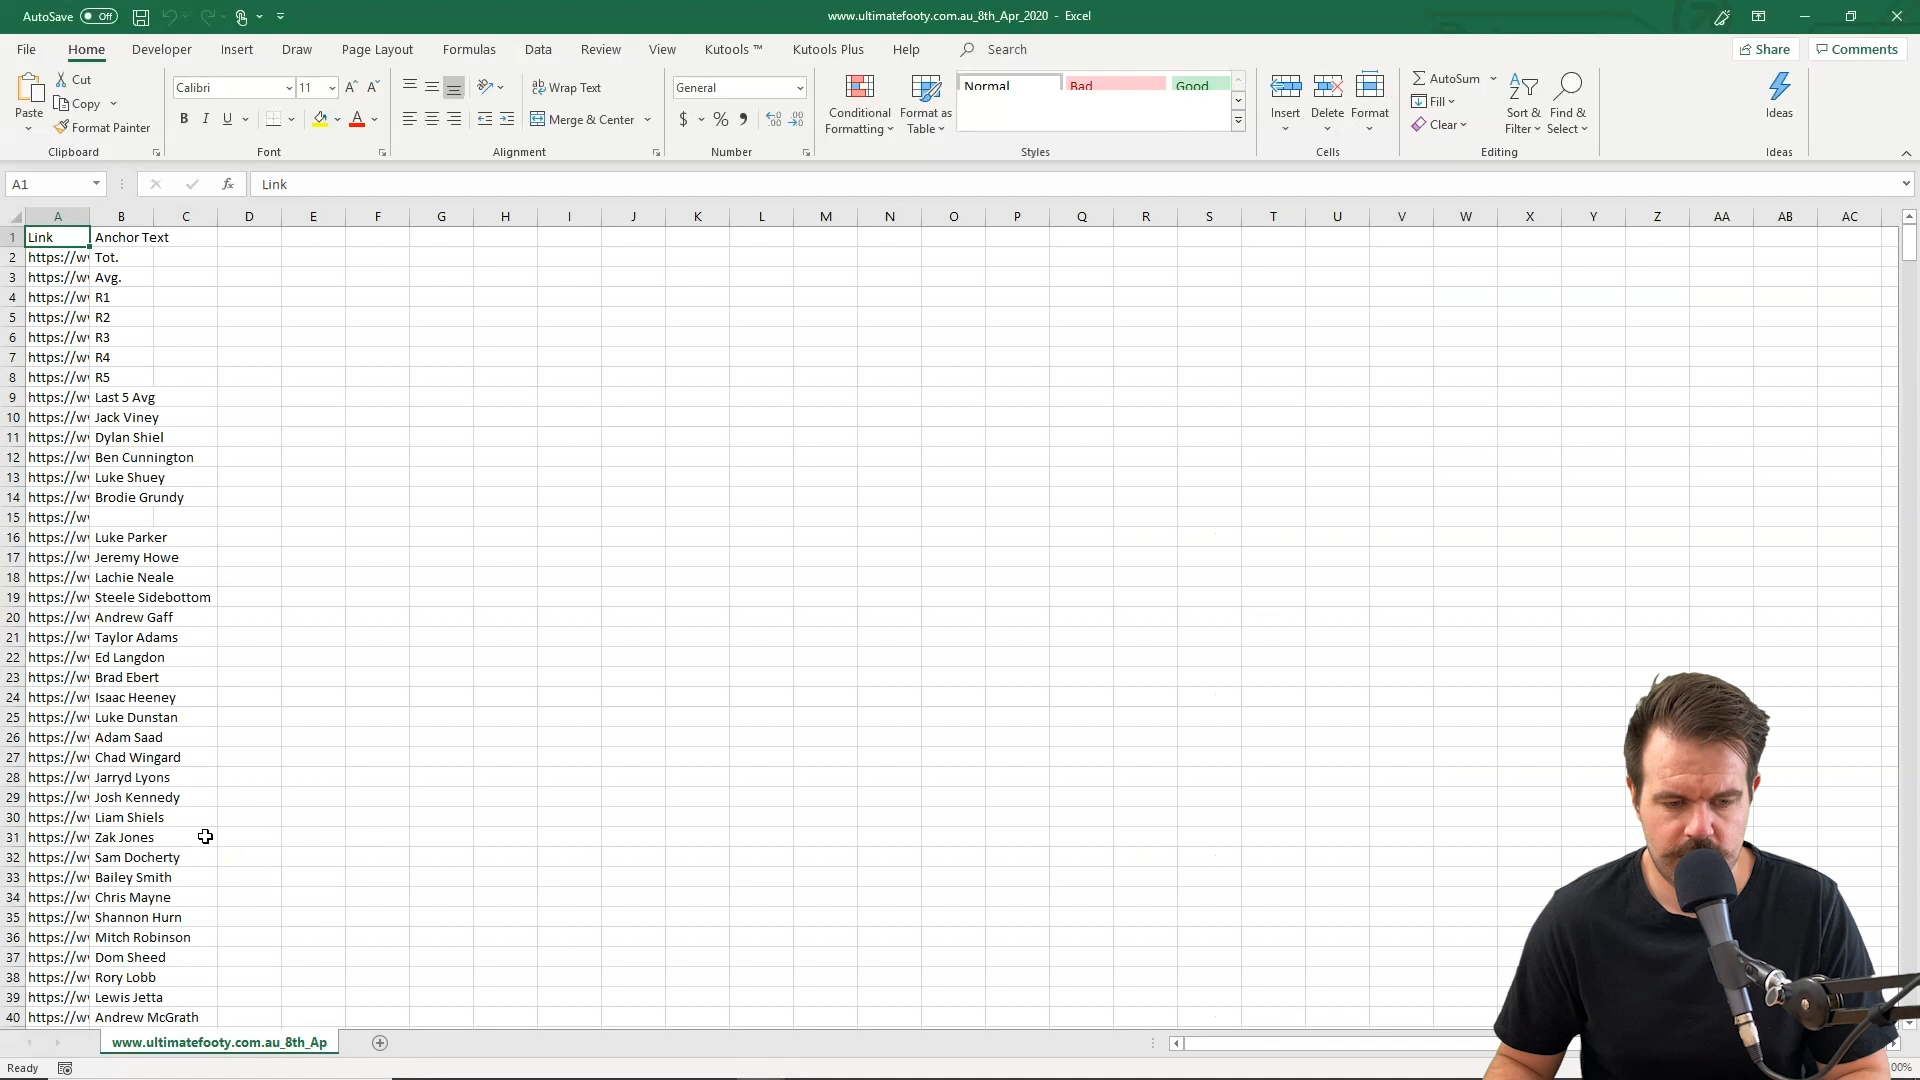 AutoSave Off
www.ultimatefooty.com.au_8th_Apr_2020 - Excel
File Home Developer Insert Draw Page Layout Formulas Data Review View Kutools ™ Kutools Plus Help Search Share Comments
Paste
Cut
Copy
Format Painter
Clipboard
Calibri 11
B I U
Font
Wrap Text
Merge & Center
Alignment
General
$ %
Number
Conditional Formatting
Format as Table
Normal Bad Good
Styles
Insert Delete Format
Cells
AutoSum
Fill
Clear
Sort & Filter
Find & Select
Editing
Ideas
Ideas
A1 fx Link
A B C D E F G H I J K L M N O P Q R S T U V W X Y Z AA AB AC
1 Link Anchor Text
2 https://w Tot.
3 https://w Avg.
4 https://w R1
5 https://w R2
6 https://w R3
7 https://w R4
8 https://w R5
9 https://w Last 5 Avg
10 https://w Jack Viney
11 https://w Dylan Shiel
12 https://w Ben Cunnington
13 https://w Luke Shuey
14 https://w Brodie Grundy
15 https://w
16 https://w Luke Parker
17 https://w Jeremy Howe
18 https://w Lachie Neale
19 https://w Steele Sidebottom
20 https://w Andrew Gaff
21 https://w Taylor Adams
22 https://w Ed Langdon
23 https://w Brad Ebert
24 https://w Isaac Heeney
25 https://w Luke Dunstan
26 https://w Adam Saad
27 https://w Chad Wingard
28 https://w Jarryd Lyons
29 https://w Josh Kennedy
30 https://w Liam Shiels
31 https://w Zak Jones
32 https://w Sam Docherty
33 https://w Bailey Smith
34 https://w Chris Mayne
35 https://w Shannon Hurn
36 https://w Mitch Robinson
37 https://w Dom Sheed
38 https://w Rory Lobb
39 https://w Lewis Jetta
40 https://w Andrew McGrath
www.ultimatefooty.com.au_8th_Ap
Ready